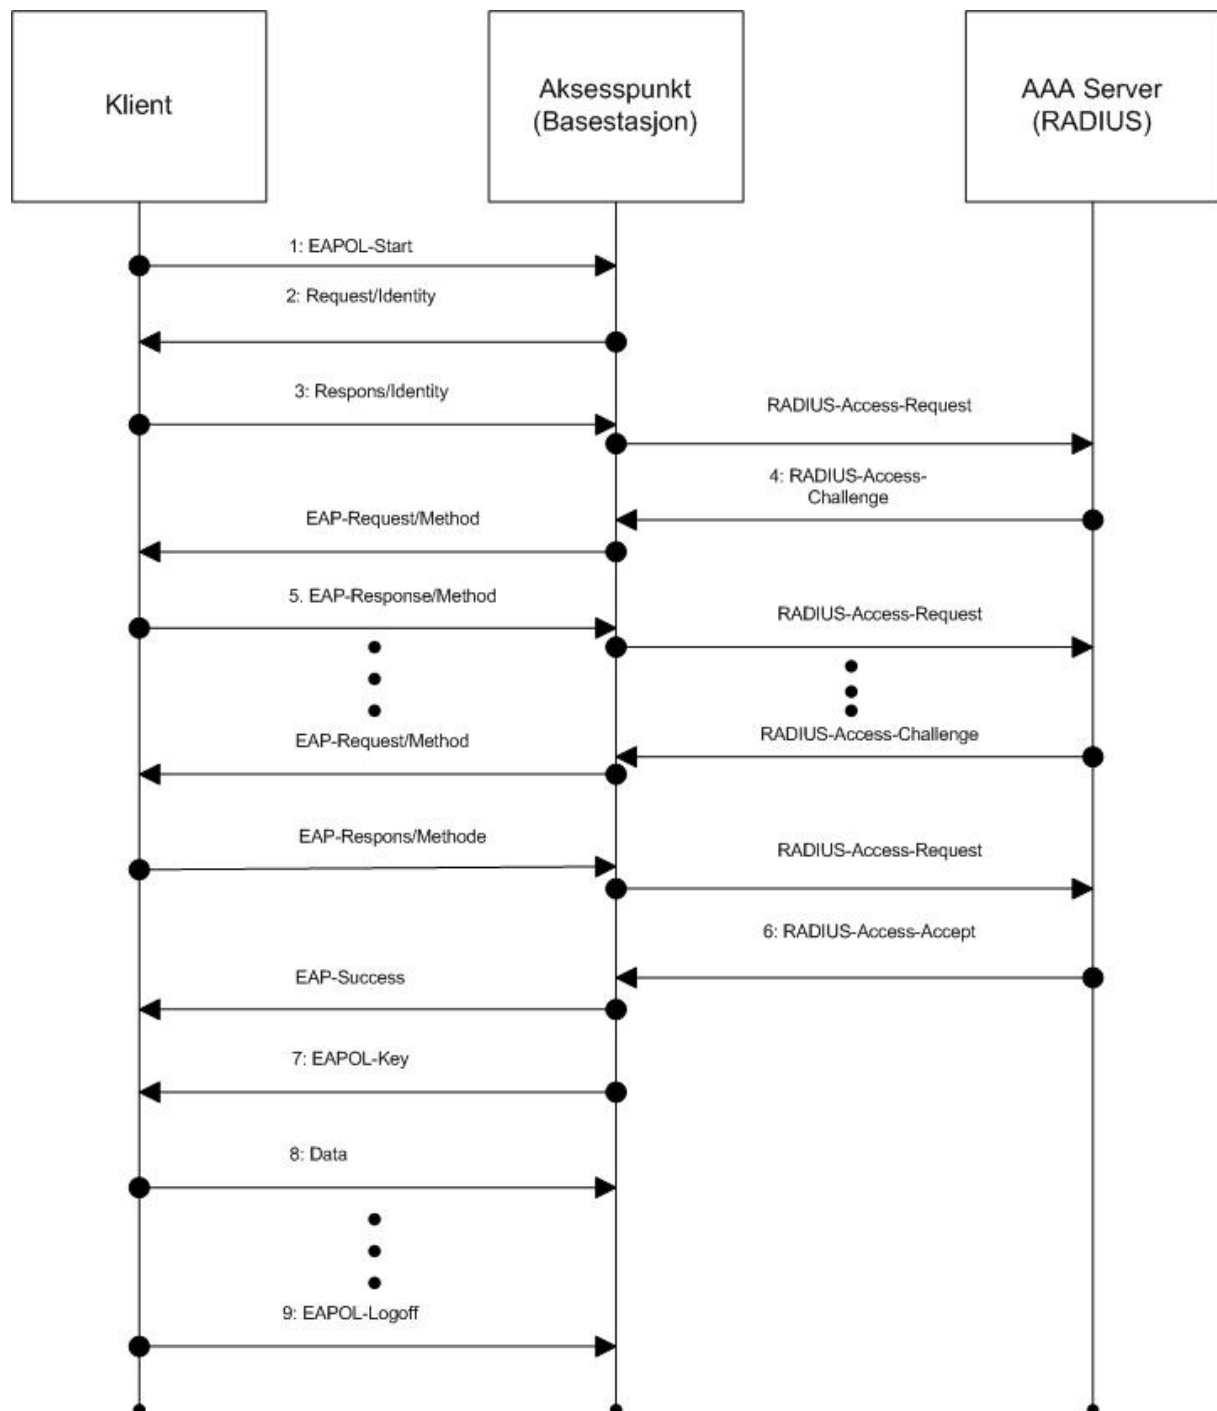 Klient
Aksesspunkt
(Basestasjon)
AAA Server
(RADIUS)
1: EAPOL-Start
2: Request/Identity
3: Respons/Identity
RADIUS-Access-Request
4: RADIUS-Access-
Challenge
EAP-Request/Method
5. EAP-Response/Method
RADIUS-Access-Request
RADIUS-Access-Challenge
EAP-Request/Method
EAP-Respons/Methode
RADIUS-Access-Request
6: RADIUS-Access-Accept
EAP-Success
7: EAPOL-Key
8: Data
9: EAPOL-Logoff